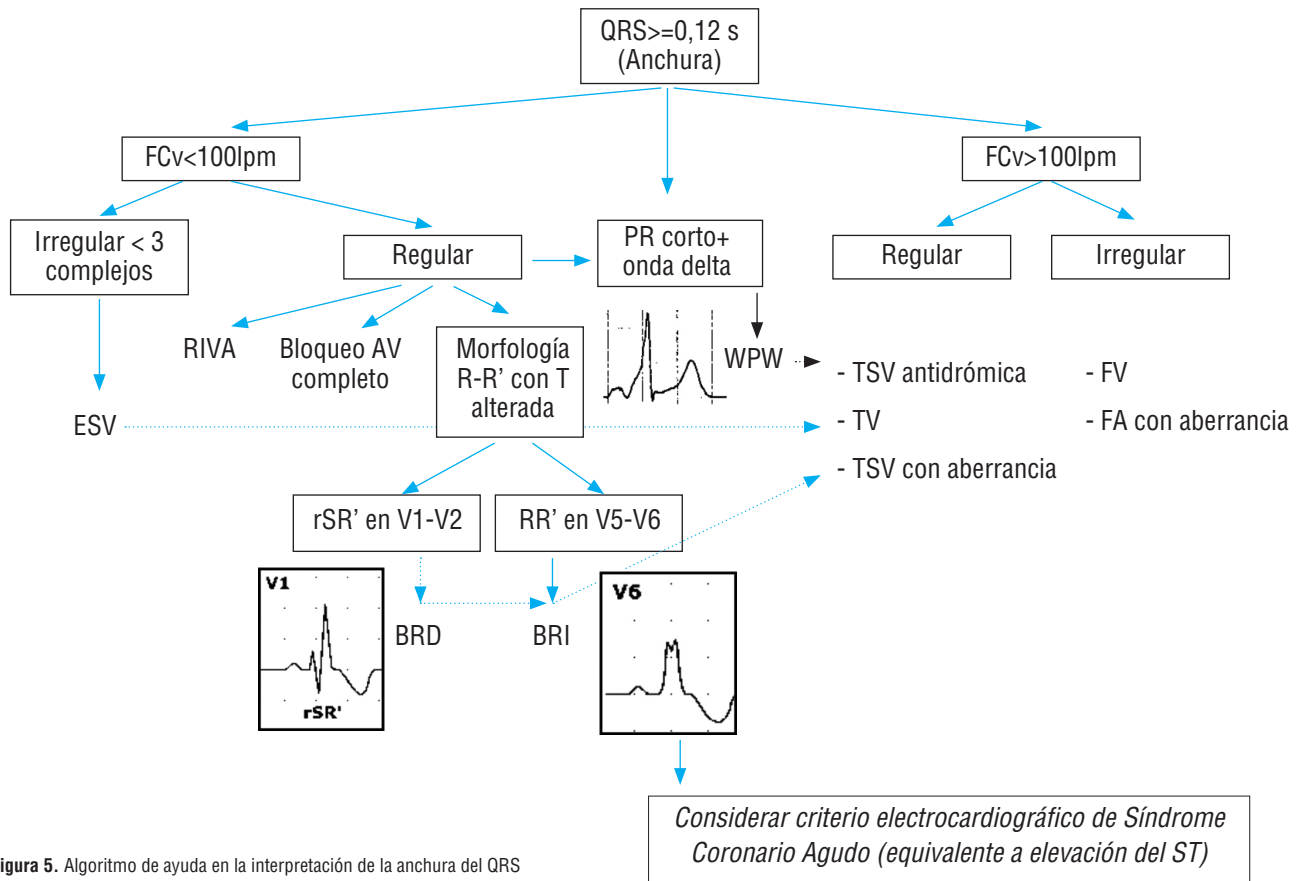 QRS>=0,12 s
(Anchura)
FCv<100lpm
FCv>100lpm
Irregular < 3
complejos
Regular
PR corto+
onda delta
Regular
Irregular
RIVA
Bloqueo AV
completo
Morfología
R-R’ con T
alterada
WPW
- TSV antidrómica
- FV
ESV
- TV
- FA con aberrancia
- TSV con aberrancia
rSR’ en V1-V2
RR’ en V5-V6
V1
rSR'
BRD
BRI
V6
Considerar criterio electrocardiográfico de Síndrome
Coronario Agudo (equivalente a elevación del ST)
igura 5. Algoritmo de ayuda en la interpretación de la anchura del QRS